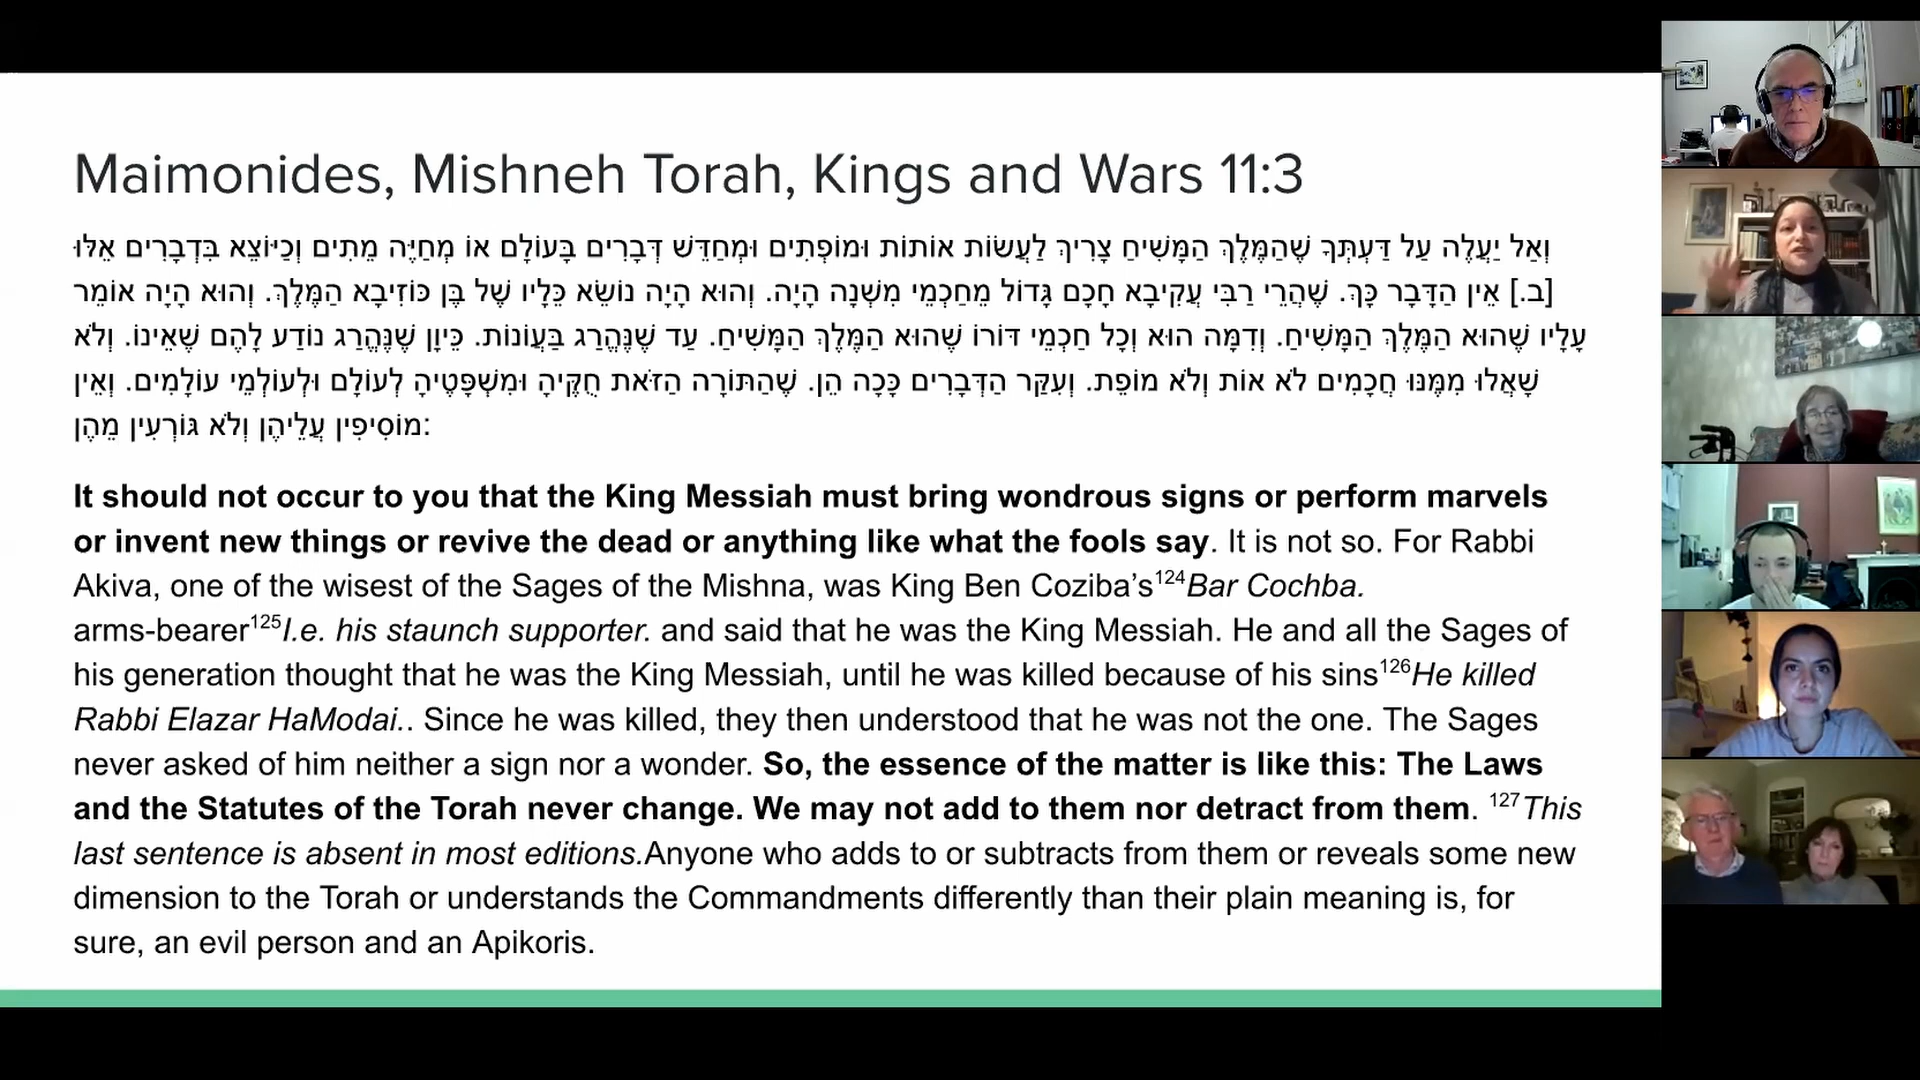 Maimonides, Mishneh Torah, Kings and Wars 11:3
וְאַל יַעֲלֶה עַל דַּעְתְּךָ שֶׁהַמֶּלֶךְ הַמָּשִׁיחַ צָרִיךְ לַעֲשׂוֹת אוֹתוֹת וּמוֹפְתִים וּמְחַדֵּשׁ דְּבָרִים בָּעוֹלָם אוֹ מְחַיֶּה מֵתִים וְכַיּוֹצֵא בִּדְבָרִים אֵלּוּ
[ב.] אֵין הַדָּבָר כָּךְ. שֶׁהֲרֵי רַבִּי עֲקִיבָא חָכָם גָּדוֹל מֵחַכְמֵי מִשְׁנָה הָיָה. וְהוּא הָיָה נוֹשֵׂא כֵּלָיו שֶׁל בֶּן כּוֹזִיבָא הַמֶּלֶךְ. וְהוּא הָיָה אוֹמֵר
עָלָיו שֶׁהוּא הַמֶּלֶךְ הַמָּשִׁיחַ. וְדִמָּה הוּא וְכָל חַכְמֵי דּוֹרוֹ שֶׁהוּא הַמֶּלֶךְ הַמָּשִׁיחַ. עַד שֶׁנֶּהֱרַג בַּעֲוֹנוֹת. כֵּיוָן שֶׁנֶּהֱרַג נוֹדַע לָהֶם שֶׁאֵינוֹ. וְלֹא
שָׁאֲלוּ מִמֶּנּוּ חֲכָמִים לֹא אוֹת וְלֹא מוֹפֵת. וְעִקַּר הַדְּבָרִים כָּכָה הֵן. שֶׁהַתּוֹרָה הַזֹּאת חֻקֶּיהָ וּמִשְׁפָּטֶיהָ לְעוֹלָם וּלְעוֹלְמֵי עוֹלָמִים. וְאֵין
מוֹסִיפִין עֲלֵיהֶן וְלֹא גּוֹרְעִין מֵהֶן:
It should not occur to you that the King Messiah must bring wondrous signs or perform marvels
or invent new things or revive the dead or anything like what the fools say. It is not so. For Rabbi
Akiva, one of the wisest of the Sages of the Mishna, was King Ben Coziba’s124Bar Cochba.
arms-bearer125I.e. his staunch supporter. and said that he was the King Messiah. He and all the Sages of
his generation thought that he was the King Messiah, until he was killed because of his sins126He killed
Rabbi Elazar HaModai.. Since he was killed, they then understood that he was not the one. The Sages
never asked of him neither a sign nor a wonder. So, the essence of the matter is like this: The Laws
and the Statutes of the Torah never change. We may not add to them nor detract from them. 127This
last sentence is absent in most editions.Anyone who adds to or subtracts from them or reveals some new
dimension to the Torah or understands the Commandments differently than their plain meaning is, for
sure, an evil person and an Apikoris.